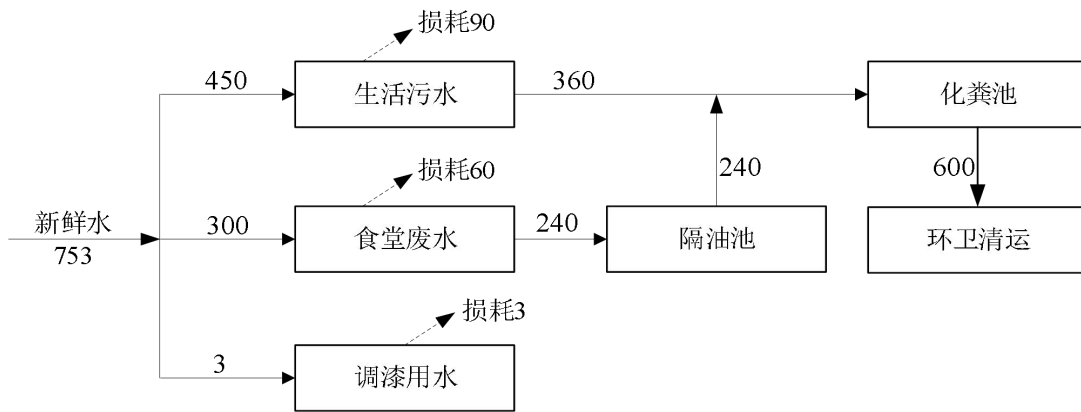 损耗90
450
生活污水
360
化粪池
损耗60
240
600
新鲜水
753
300
食堂废水
240
隔油池
环卫清运
损耗3
3
调漆用水